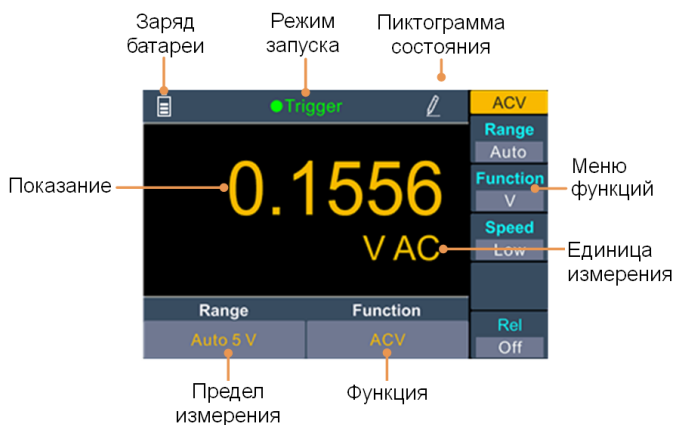 Заряд
батареи
Режим
запуска
Пиктограмма
состояния
Trigger
ACV
Range
Auto
Function
V
Speed
Low
Rel
Off
0.1556
V AC
Range
Function
Auto 5 V
ACV
Показание
Меню
функций
Единица
измерения
Предел
измерения
Функция